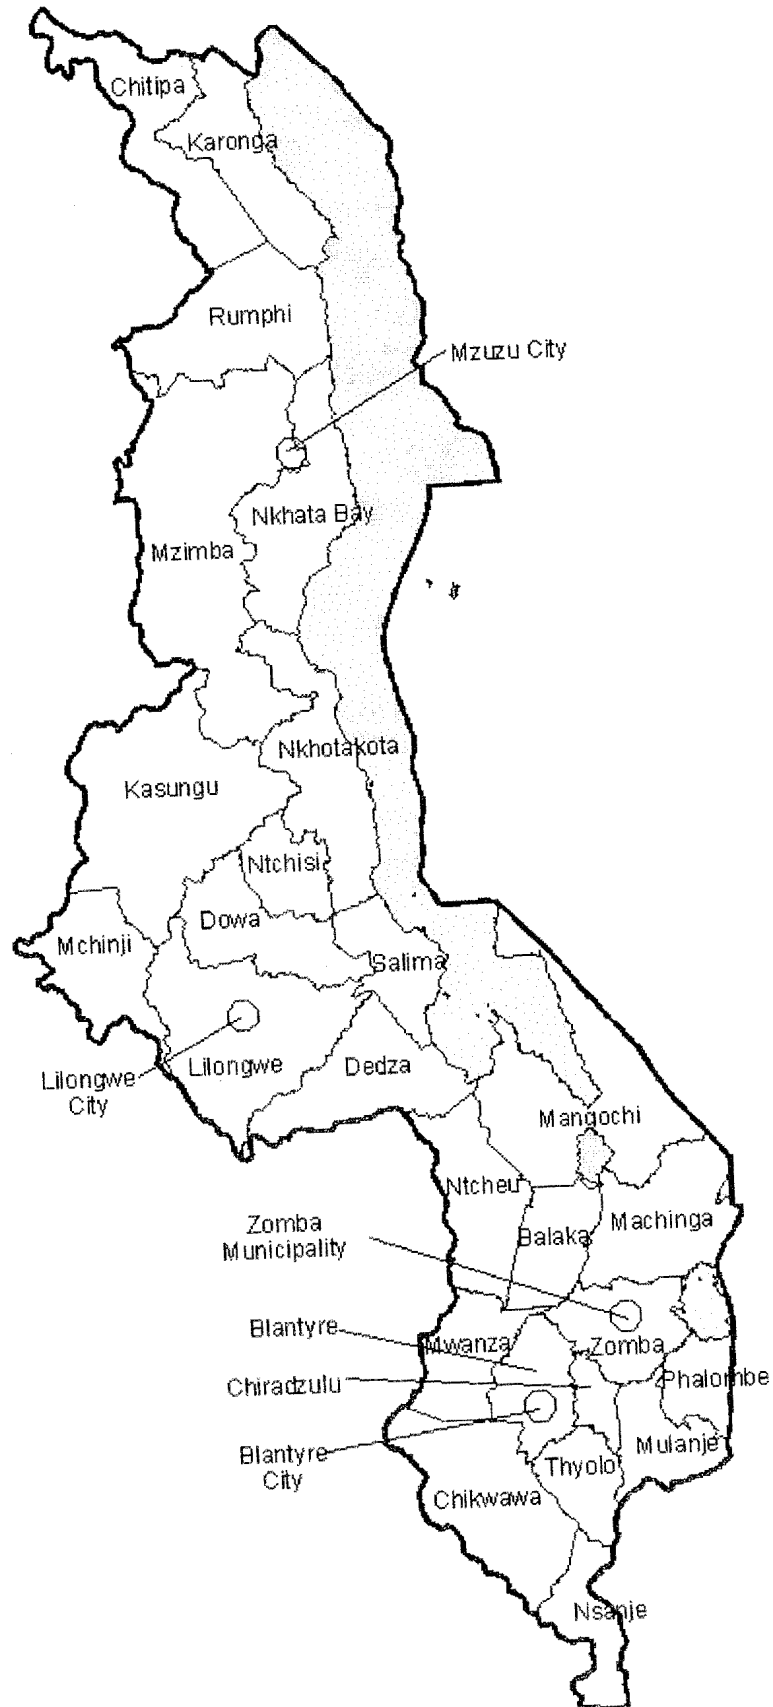 Chitipa
Karonga
Rumphi
Mzuzu City
Nkhata Bay
Mzimba
Nkhotakota
Kasungu
Ntchisi
Dowa
Mchinji
Salima
Lilongwe
Dedza
Lilongwe
City
Mangochi
Ntcheu
Machinga
Zomba
Municipality
Balaka
Blantyre
Mwanza
Zomba
Chiradzulu
Phalombe
Mulanje
Blantyre
City
Thyolo
Chikwawa
Nsanje